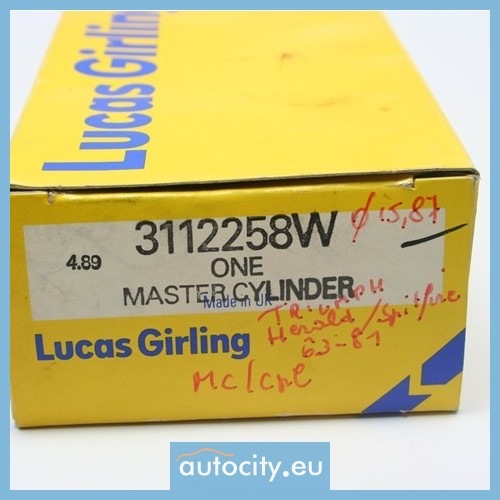 Lucas Girling
3112258W
ø 15,87
4.89
ONE
MASTER CYLINDER
Made in UK
TRiumPH
Herald/Spitfire
63-81
Lucas Girling
MC/Cpl
autocity.eu